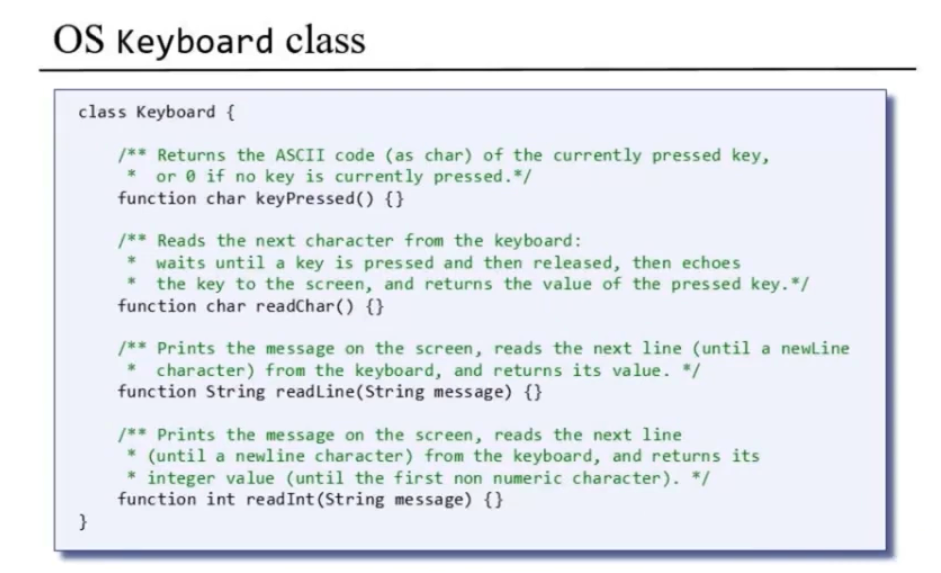 OS Keyboard class
class Keyboard {
/** Returns the ASCII code (as char) of the currently pressed key,
* or 0 if no key is currently pressed.*/
function char keyPressed() {}
/** Reads the next character from the keyboard:
* waits until a key is pressed and then released, then echoes
* the key to the screen, and returns the value of the pressed key.*/
function char readChar() {}
/** Prints the message on the screen, reads the next line (until a newLine
* character) from the keyboard, and returns its value. */
function String readLine(String message) {}
/** Prints the message on the screen, reads the next line
* (until a newline character) from the keyboard, and returns its
* integer value (until the first non numeric character). */
function int readInt(String message) {}
}